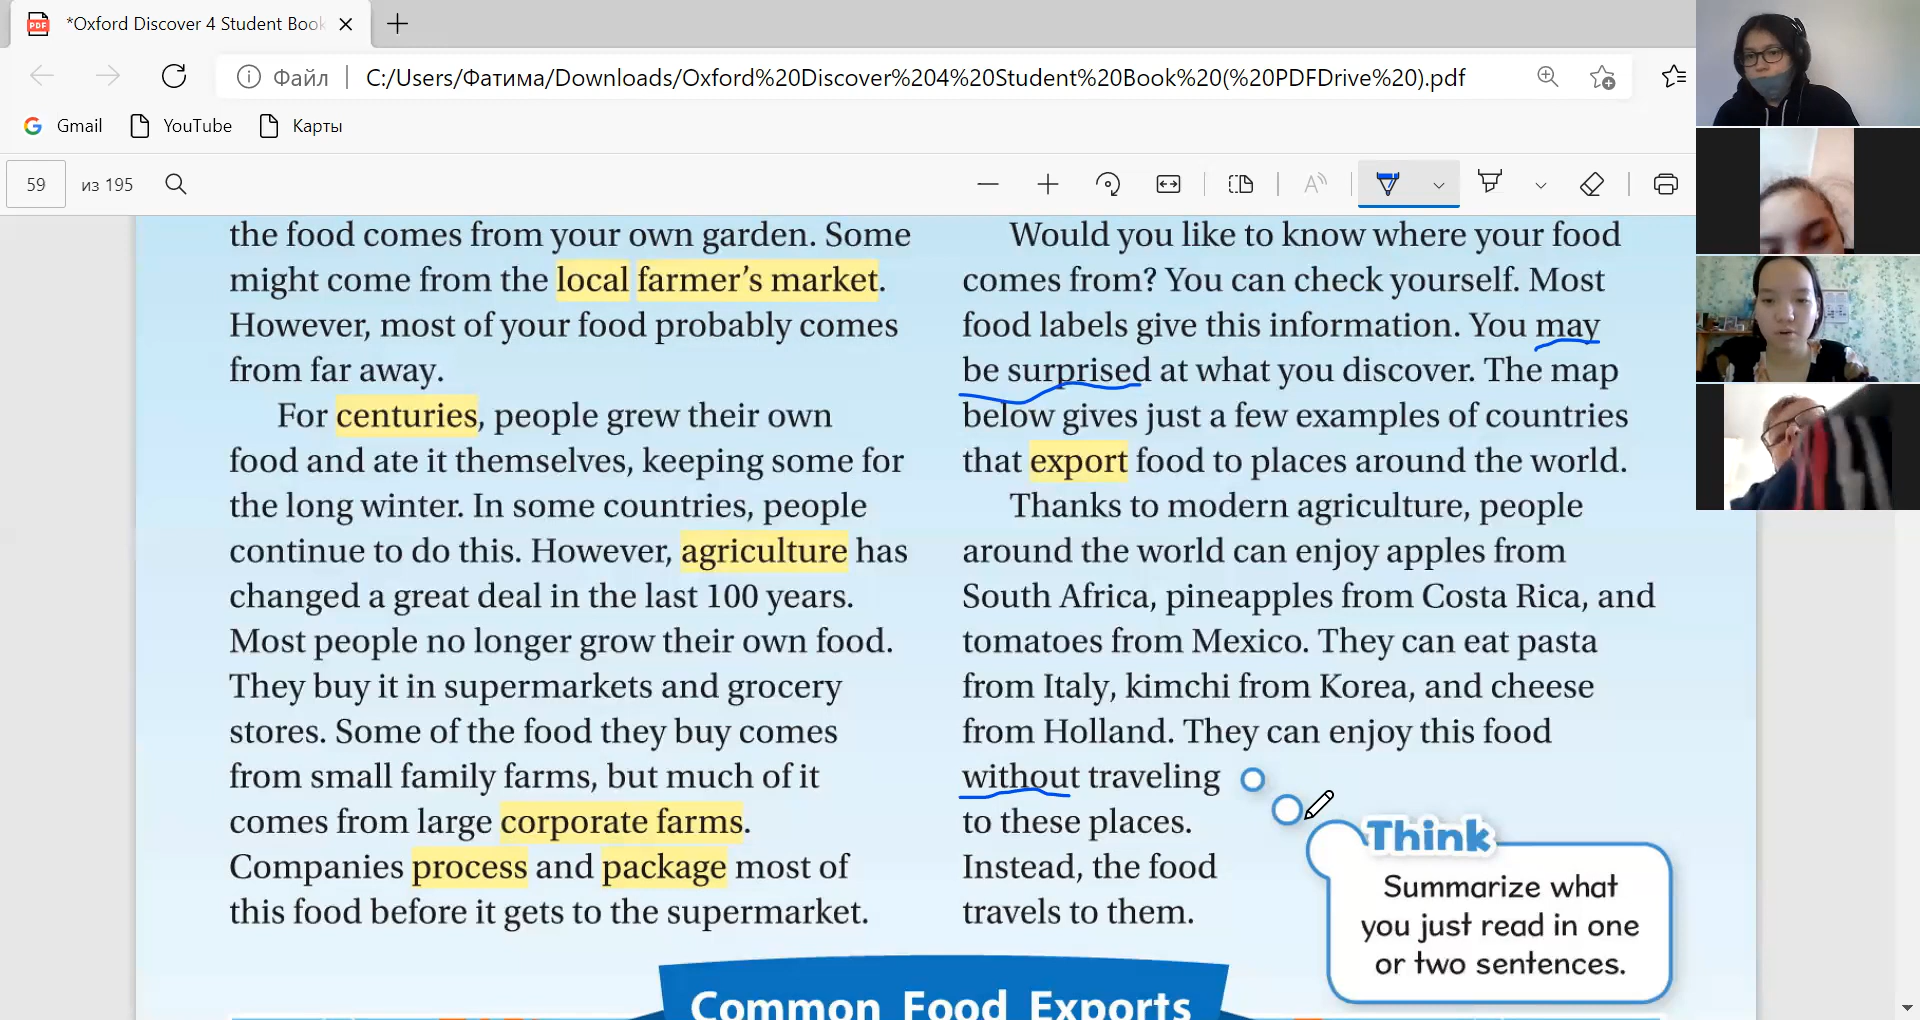 *Oxford Discover 4 Student Book
Файл
C:/Users/Фатима/Downloads/Oxford%20Discover%204%20Student%20Book%20(%20PDFDrive%20).pdf
Gmail
YouTube
Карты
59
из 195
the food comes from your own garden. Some
might come from the local farmer's market.
However, most of your food probably comes
from far away.
For centuries, people grew their own
food and ate it themselves, keeping some for
the long winter. In some countries, people
continue to do this. However, agriculture has
changed a great deal in the last 100 years.
Most people no longer grow their own food.
They buy it in supermarkets and grocery
stores. Some of the food they buy comes
from small family farms, but much of it
comes from large corporate farms.
Companies process and package most of
this food before it gets to the supermarket.
Would you like to know where your food
comes from? You can check yourself. Most
food labels give this information. You may
be surprised at what you discover. The map
below gives just a few examples of countries
that export food to places around the world.
Thanks to modern agriculture, people
around the world can enjoy apples from
South Africa, pineapples from Costa Rica, and
tomatoes from Mexico. They can eat pasta
from Italy, kimchi from Korea, and cheese
from Holland. They can enjoy this food
without traveling
to these places.
Instead, the food
travels to them.
Think
Summarize what
you just read in one
or two sentences.
Common Food Exports